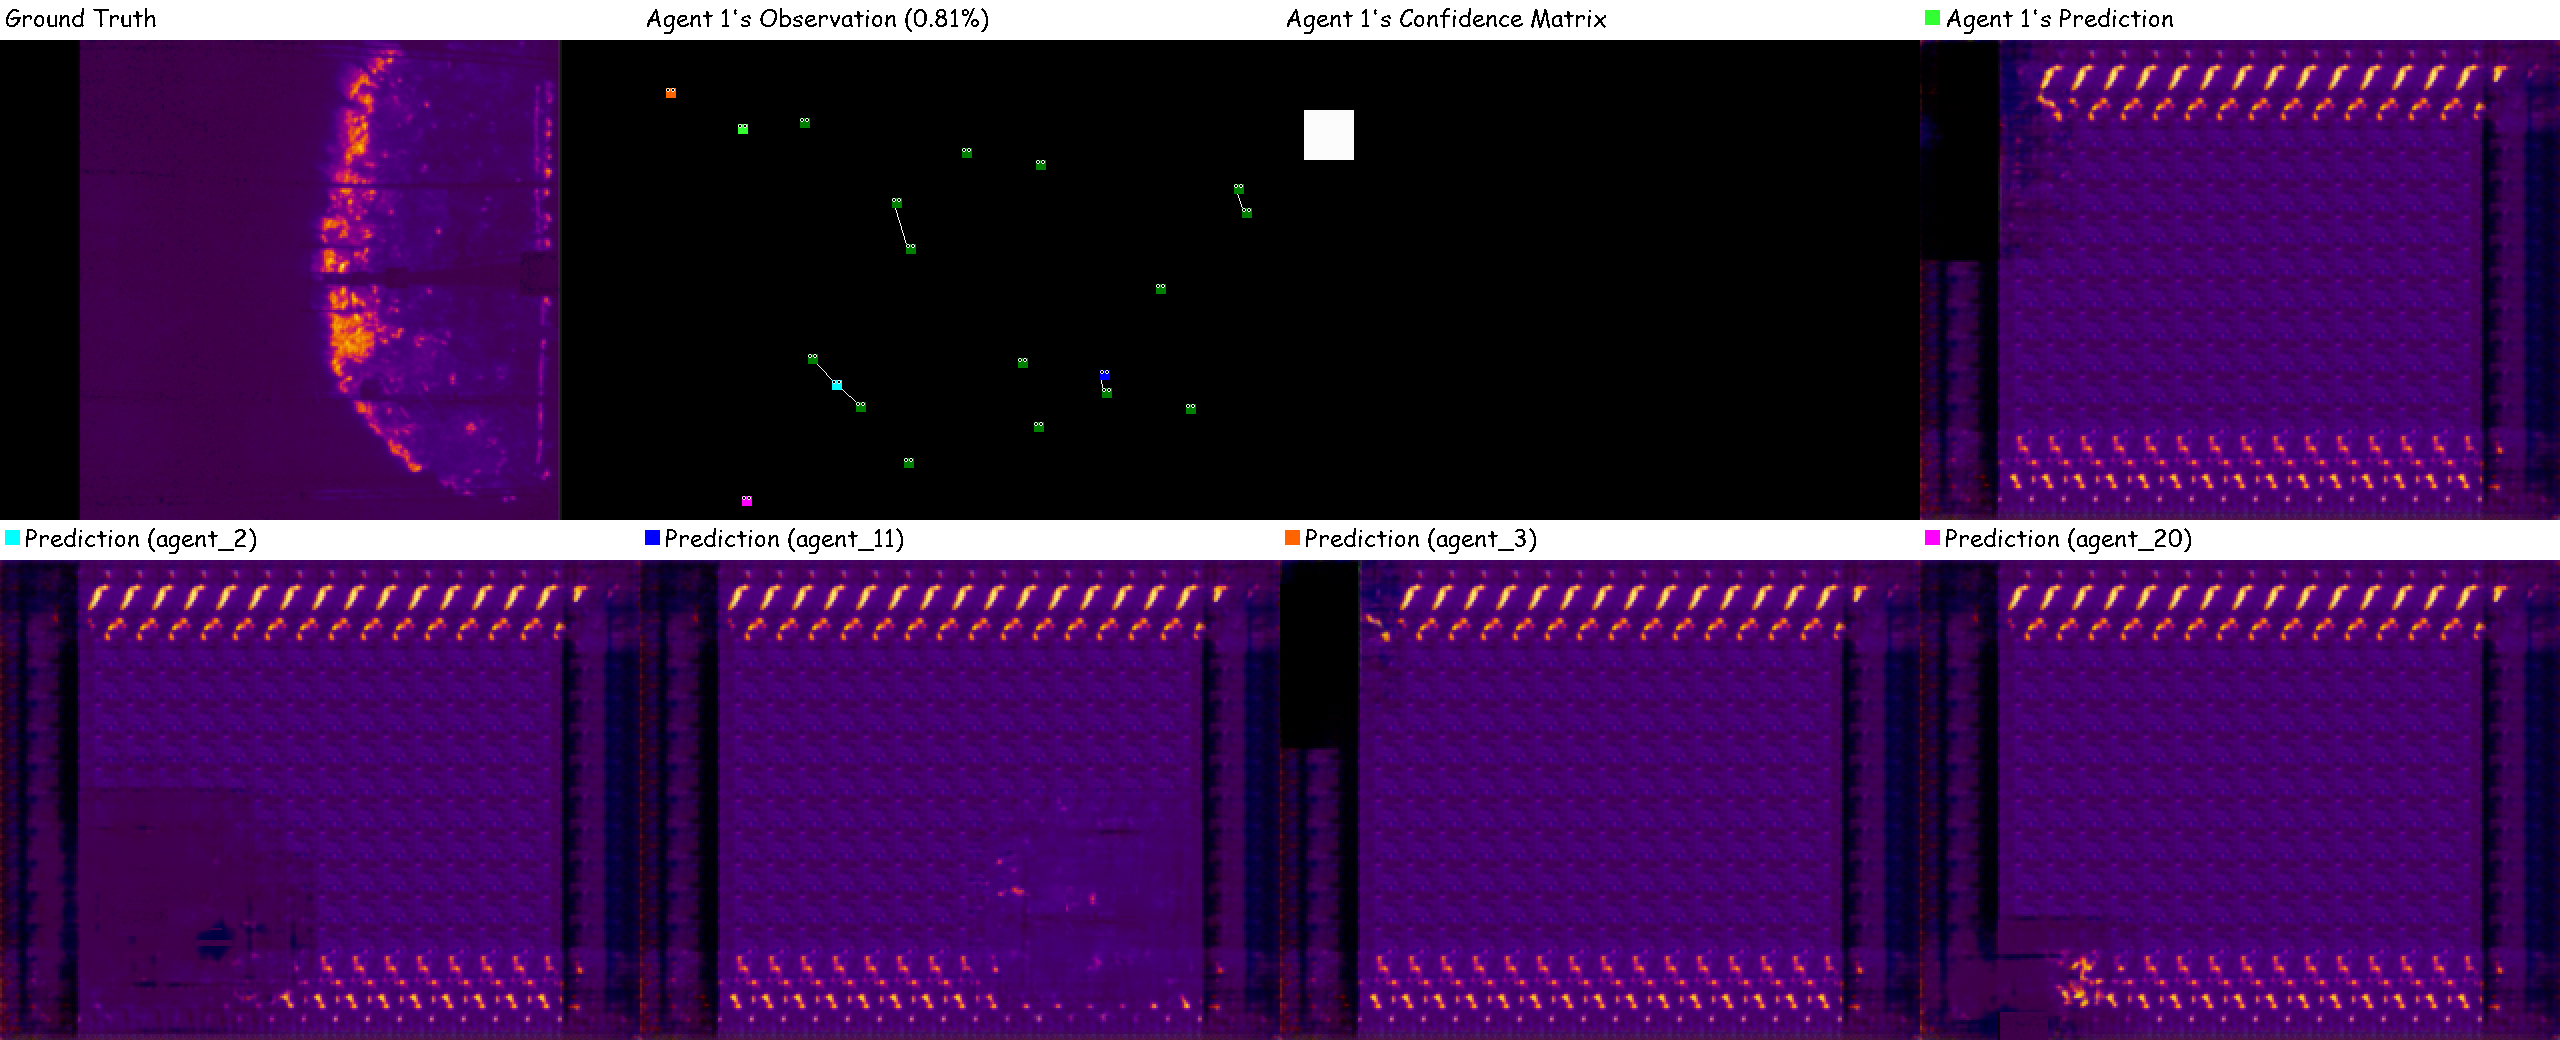 Ground Truth
Agent 1's Observation (0.81%)
Agent 1's Confidence Matrix
Agent 1's Prediction
Prediction (agent_2)
Prediction (agent_11)
Prediction (agent_3)
Prediction (agent_20)